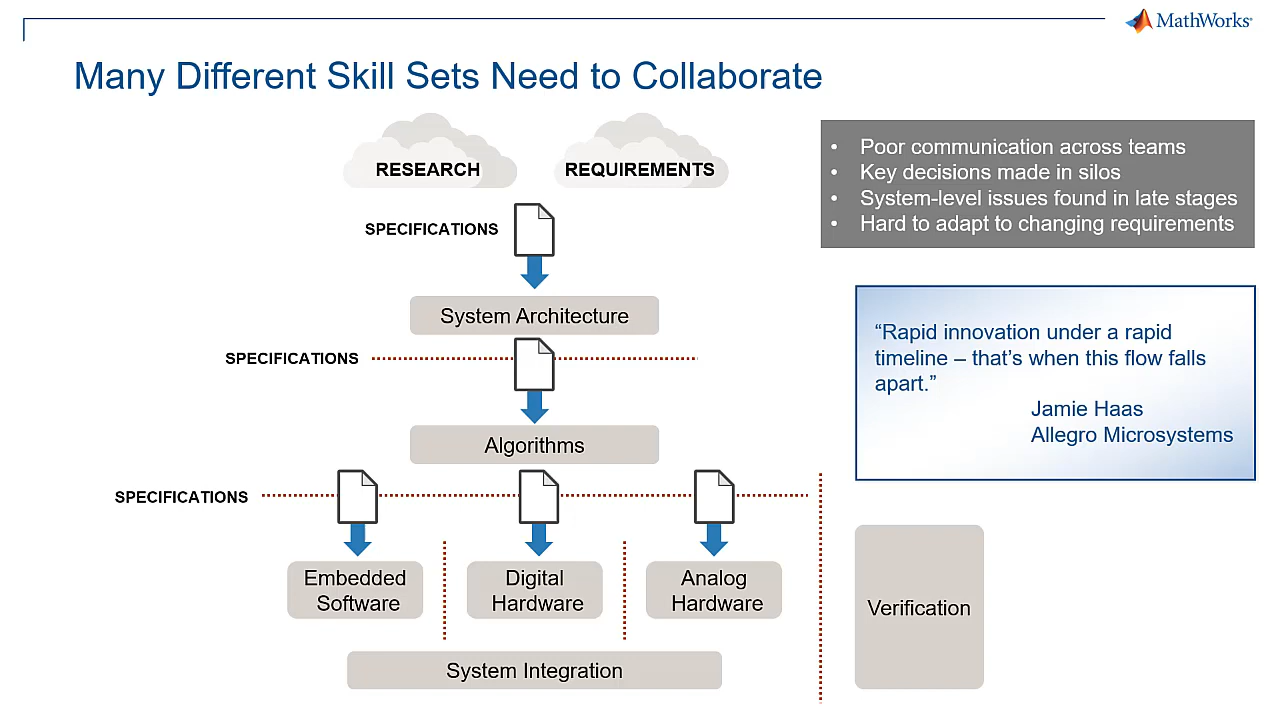 MathWorks
Many Different Skill Sets Need to Collaborate
RESEARCH
REQUIREMENTS
SPECIFICATIONS
System Architecture
SPECIFICATIONS
Algorithms
SPECIFICATIONS
Embedded
Software
Digital
Hardware
Analog
Hardware
System Integration
Verification
• Poor communication across teams
• Key decisions made in silos
• System-level issues found in late stages
• Hard to adapt to changing requirements
“Rapid innovation under a rapid
timeline – that’s when this flow falls
apart.”
Jamie Haas
Allegro Microsystems